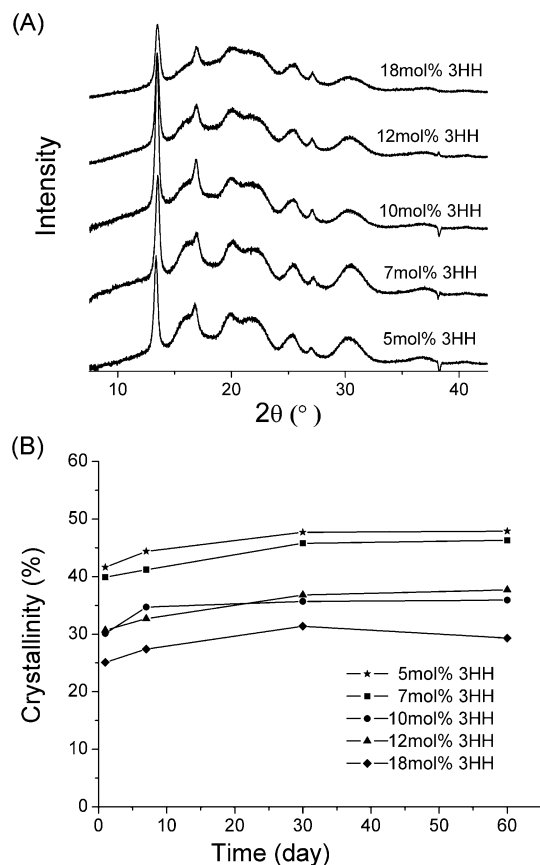 (A)
Intensity
18mol% 3HH
12mol% 3HH
10mol% 3HH
7mol% 3HH
5mol% 3HH
10 20 30 40
2θ (°)
(B)
Crystallinity (%)
60
50
40
30
20
10
0
5mol% 3HH
7mol% 3HH
10mol% 3HH
12mol% 3HH
18mol% 3HH
0 10 20 30 40 50 60
Time (day)